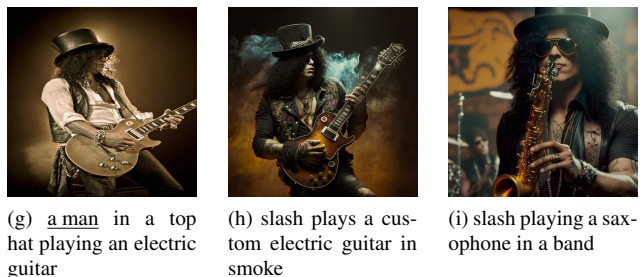 (g) a man in a top
hat playing an electric
guitar
(h) slash plays a cus-
tom electric guitar in
smoke
(i) slash playing a sax-
ophone in a band